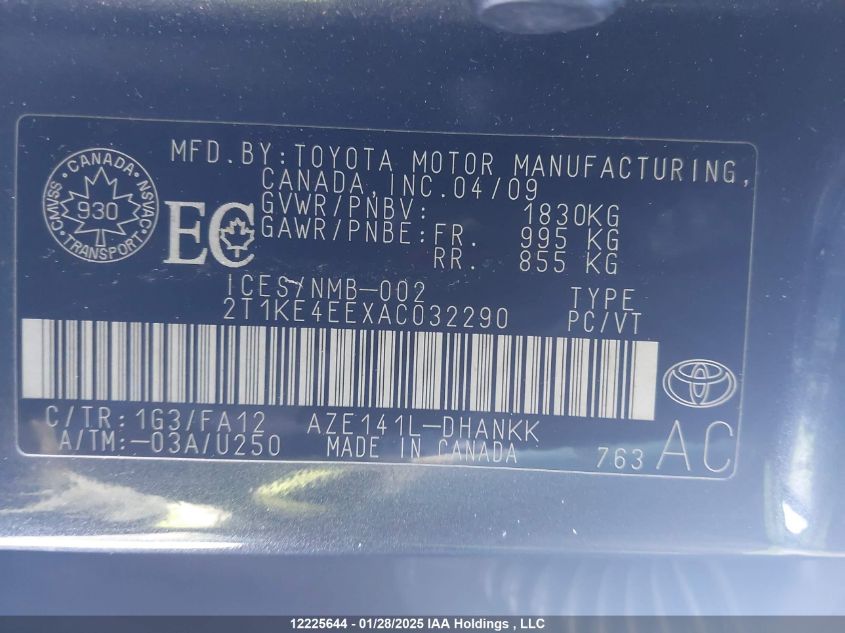 MFD.BY:TOYOTA MOTOR MANUFACTURING,
CANADA, INC. 04/09
GVWR/PNBV: 1830KG
GAWR/PNBE: FR. 995 KG
RR. 855 KG
CANADA
CMVSS 930 NSVAC
TRANSPORT
EC
ICES/NMB-002 TYPE
2T1KE4EEXAC032290 PC/VT
C/TR: 1G3/FA12 AZE141L-DHANKK
A/TM:-03A/U250 MADE IN CANADA 763 AC
12225644 - 01/28/2025 IAA Holdings , LLC